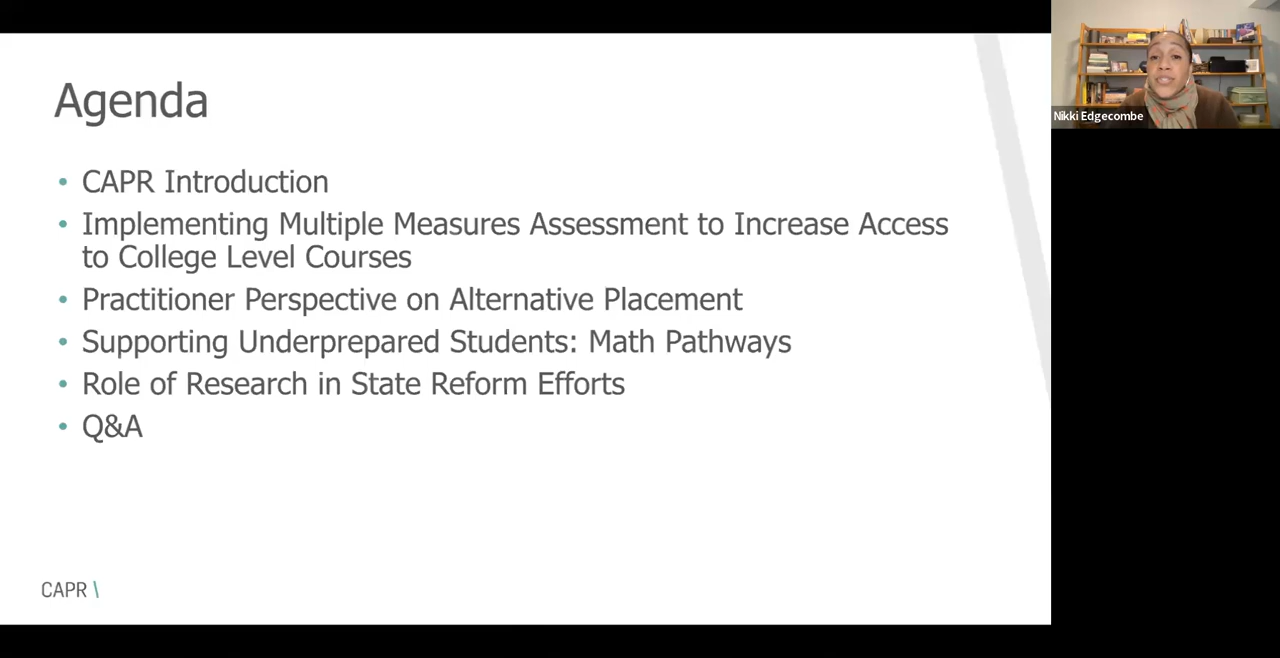 Agenda
• CAPR Introduction
• Implementing Multiple Measures Assessment to Increase Access
to College Level Courses
• Practitioner Perspective on Alternative Placement
• Supporting Underprepared Students: Math Pathways
• Role of Research in State Reform Efforts
• Q&A
CAPR \
Nikki Edgecombe